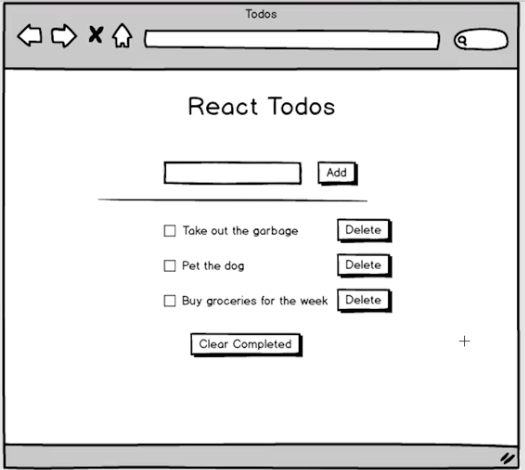 Todos
React Todos
Add
Take out the garbage Delete
Pet the dog Delete
Buy groceries for the week Delete
Clear Completed